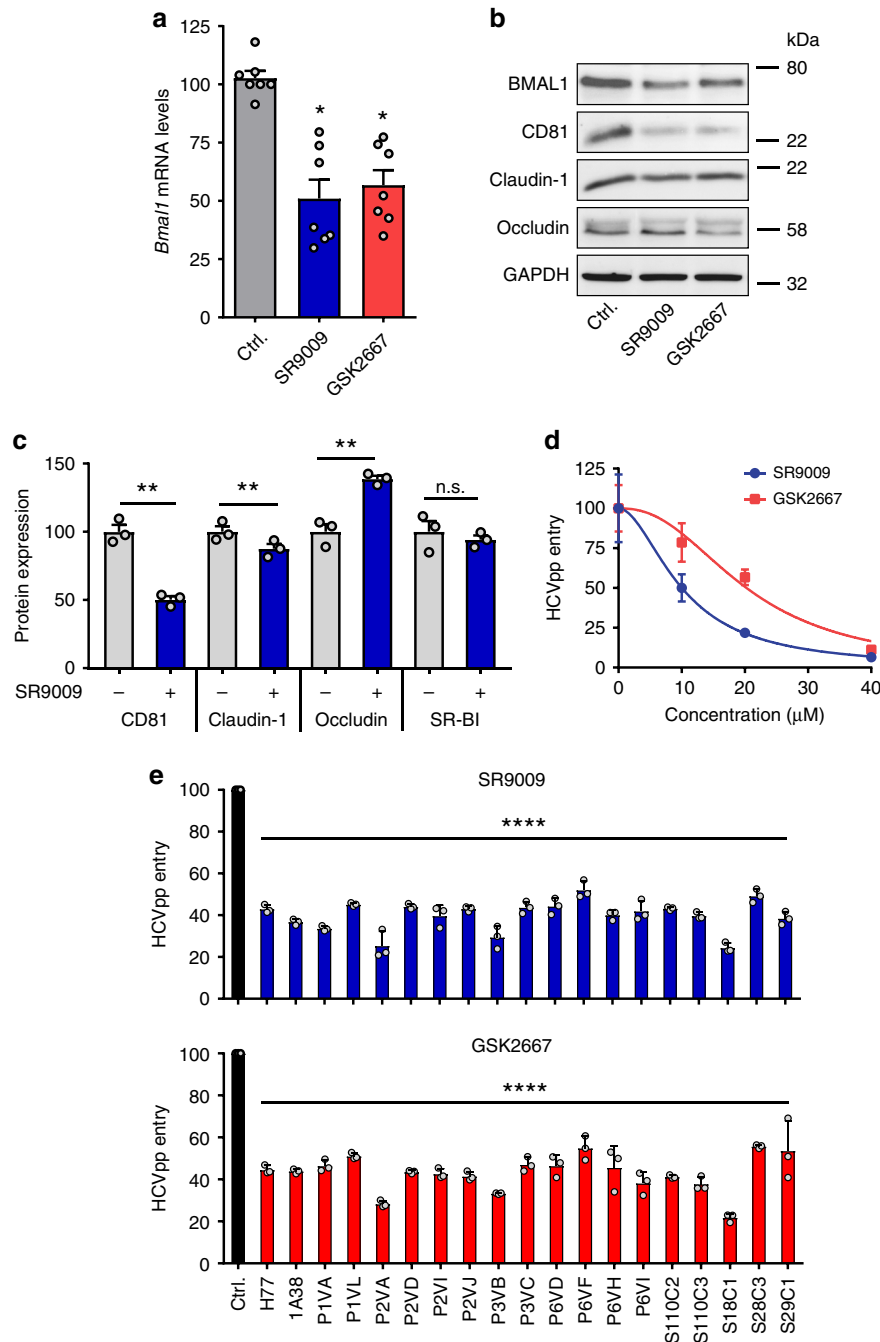 a
Bmal1 mRNA levels
125
100
75
50
25
0
*
*
Ctrl.
SR9009
GSK2667
b
kDa
BMAL1
80
CD81
22
Claudin-1
22
Occludin
58
GAPDH
32
Ctrl.
SR9009
GSK2667
c
Protein expression
150
100
50
0
**
**
**
n.s.
SR9009
– + – + – + – +
CD81 Claudin-1 Occludin SR-BI
d
HCVpp entry
125
100
75
50
25
0
SR9009
GSK2667
0 10 20 30 40
Concentration (μM)
e
SR9009
HCVpp entry
100
80
60
40
20
0
****
GSK2667
HCVpp entry
100
80
60
40
20
0
****
Ctrl.
H77
1A38
P1VA
P1VL
P2VA
P2VD
P2VI
P2VJ
P3VB
P3VC
P6VD
P6VF
P6VH
P6VI
S110C2
S110C3
S18C1
S28C3
S29C1